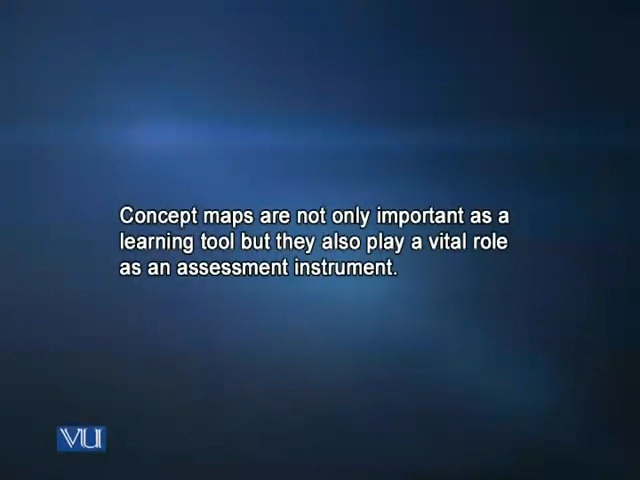 Concept maps are not only important as a
learning tool but they also play a vital role
as an assessment instrument.
VU